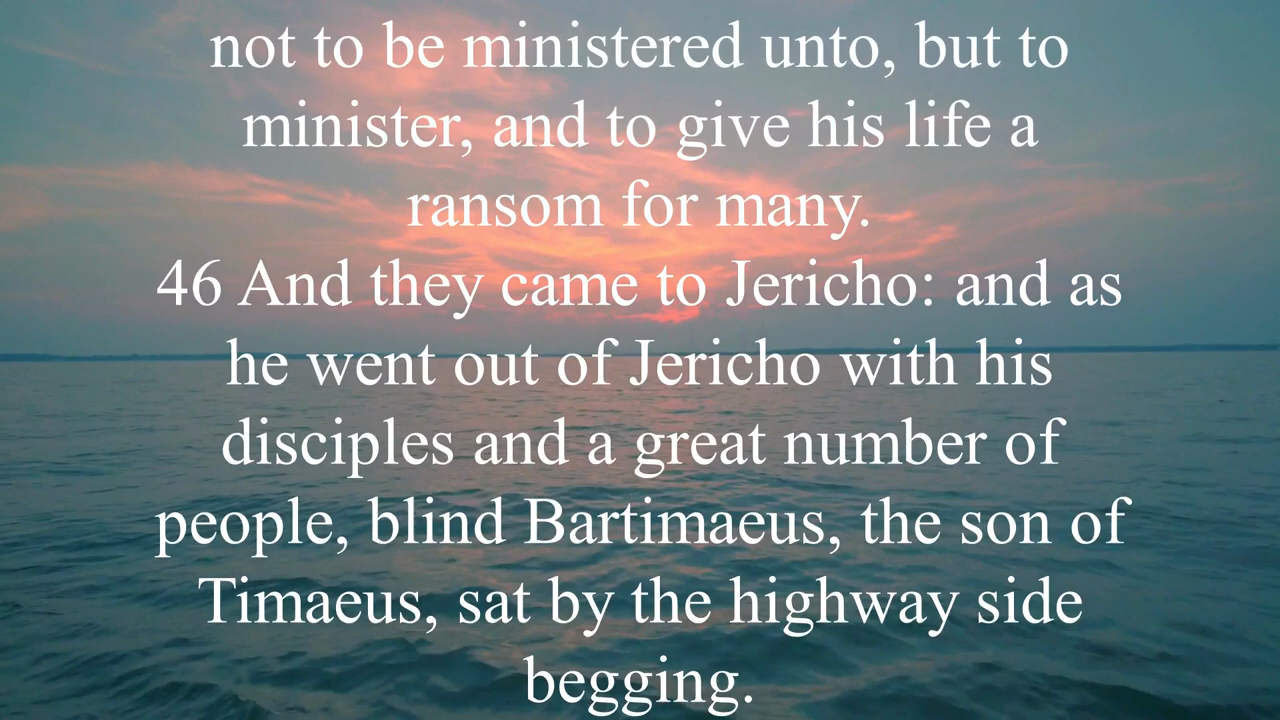 not to be ministered unto, but to
minister, and to give his life a
ransom for many.
46 And they came to Jericho: and as
he went out of Jericho with his
disciples and a great number of
people, blind Bartimaeus, the son of
Timaeus, sat by the highway side
begging.